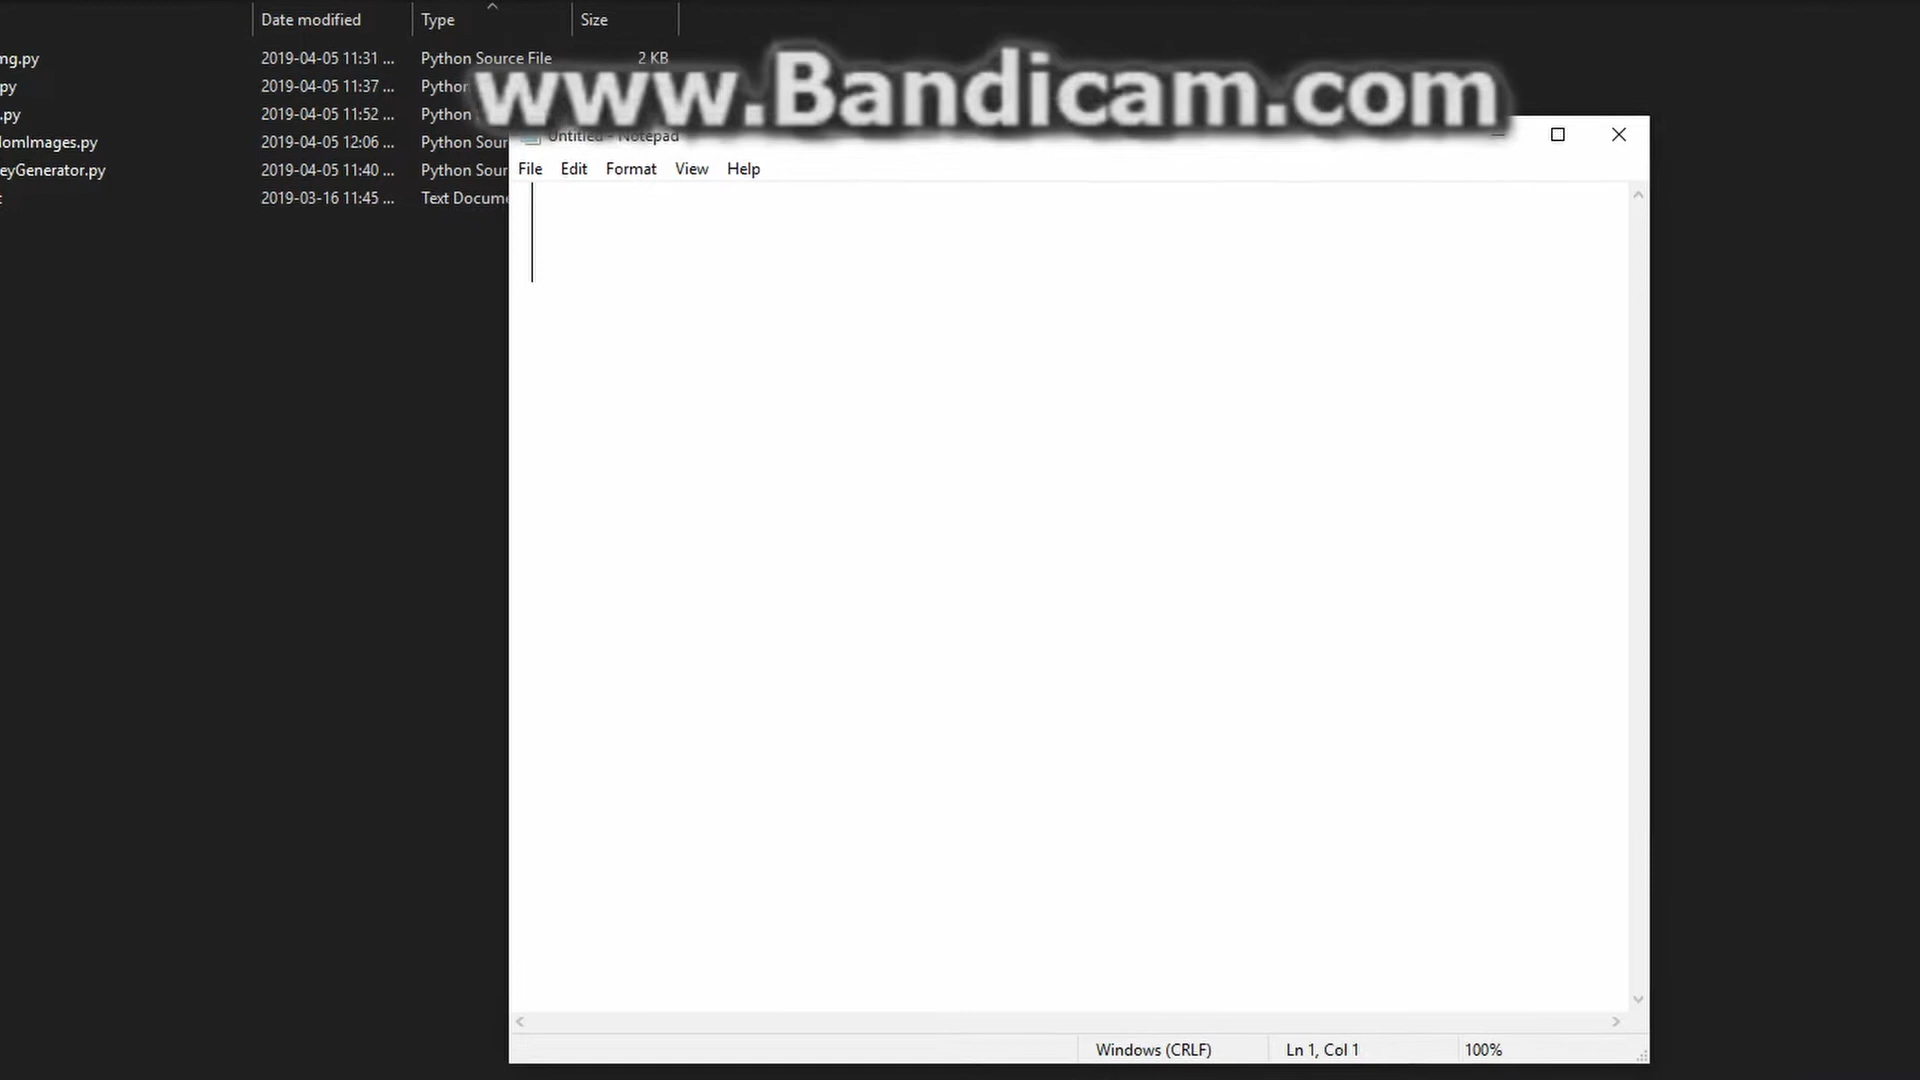 Date modified Type Size
mg.py 2019-04-05 11:31 ... Python Source File 2 KB
py 2019-04-05 11:37 ... Python
.py 2019-04-05 11:52 ... Python
www.Bandicam.com
domImages.py 2019-04-05 12:06 ... Python Sour
Untitled - Notepad
eyGenerator.py 2019-04-05 11:40 ... Python Sour
File Edit Format View Help
2019-03-16 11:45 ... Text Docume
Windows (CRLF) Ln 1, Col 1 100%